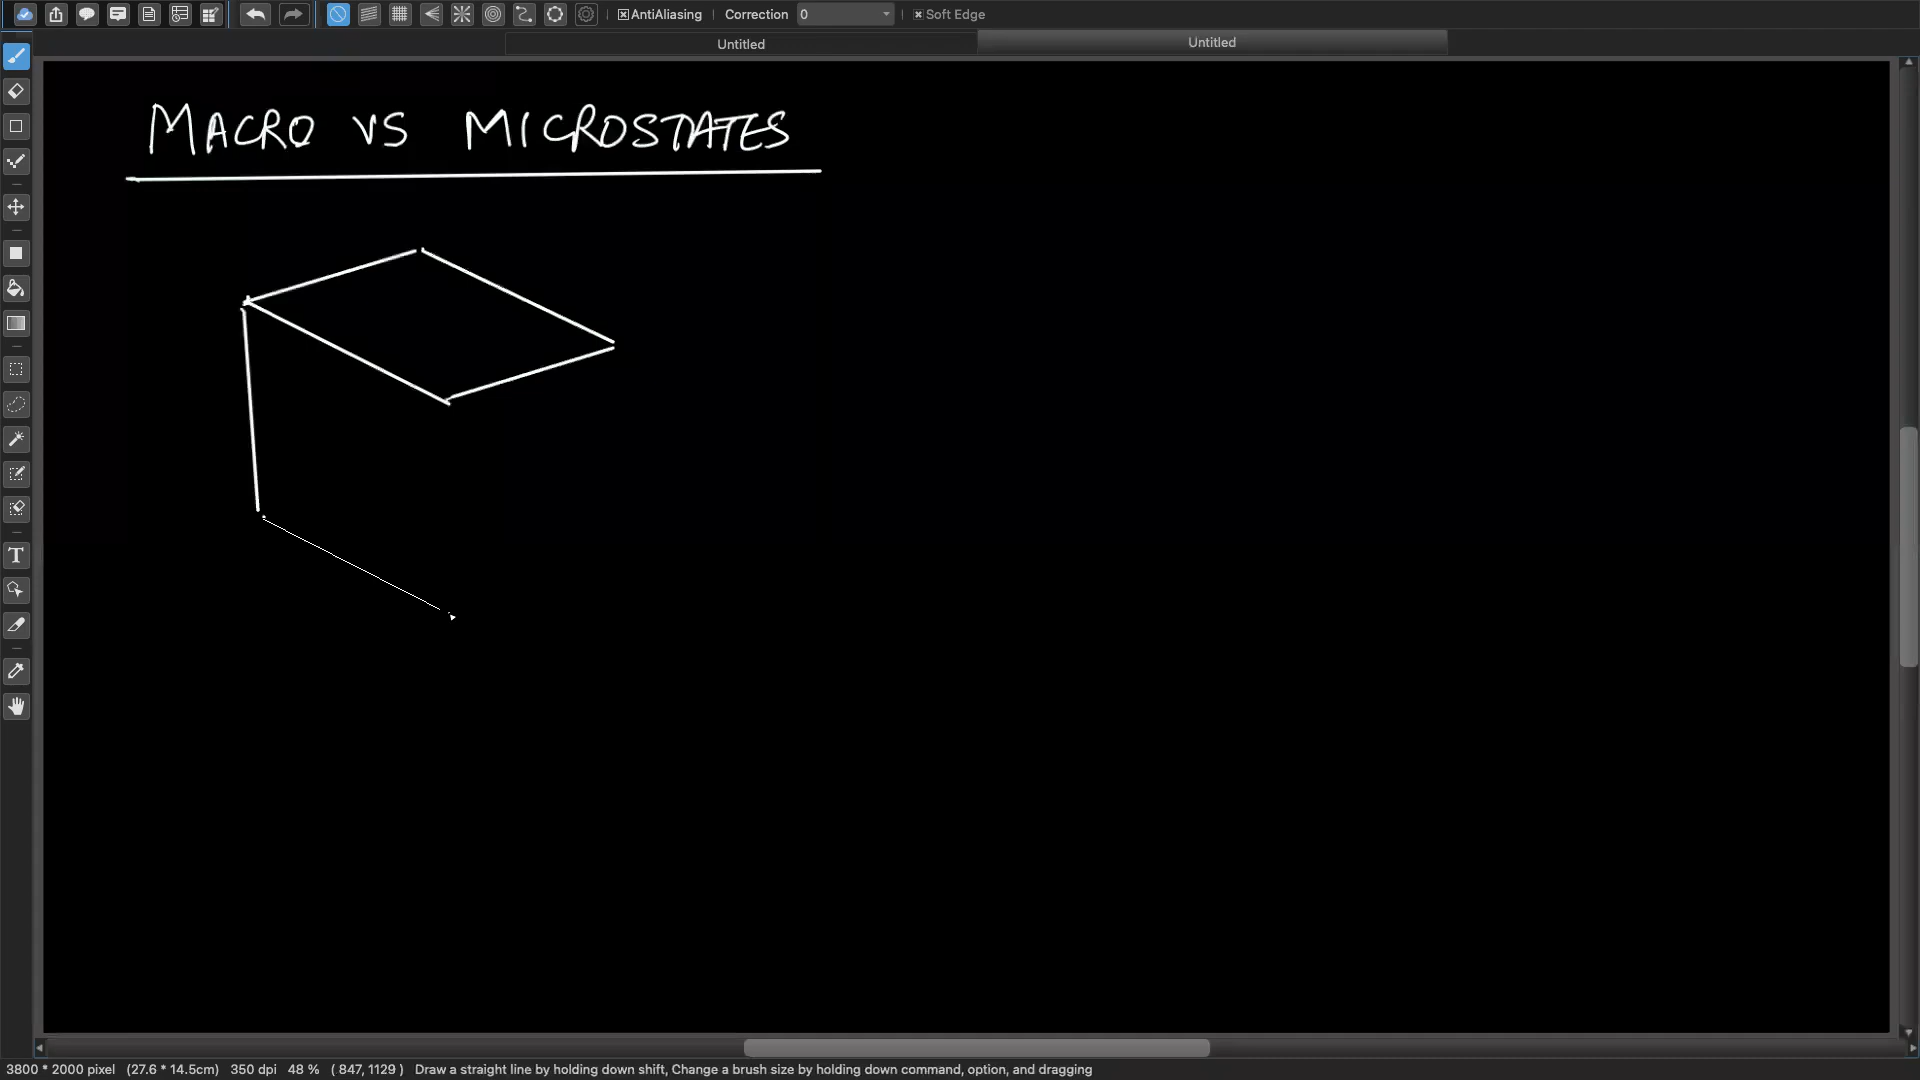 AntiAliasing Correction 0 Soft Edge
Untitled Untitled
MACRO VS MICROSTATES
T
3800 * 2000 pixel (27.6 * 14.5cm) 350 dpi 48 % ( 847, 1129 ) Draw a straight line by holding down shift, Change a brush size by holding down command, option, and dragging